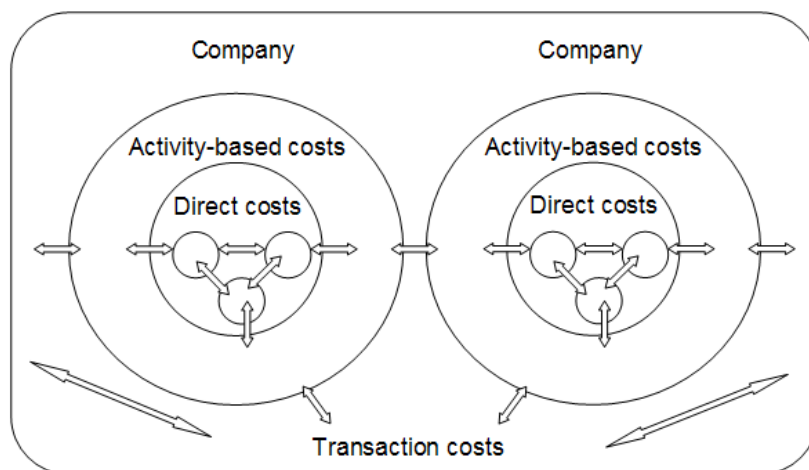 Company
Company
Activity-based costs
Activity-based costs
Direct costs
Direct costs
Transaction costs